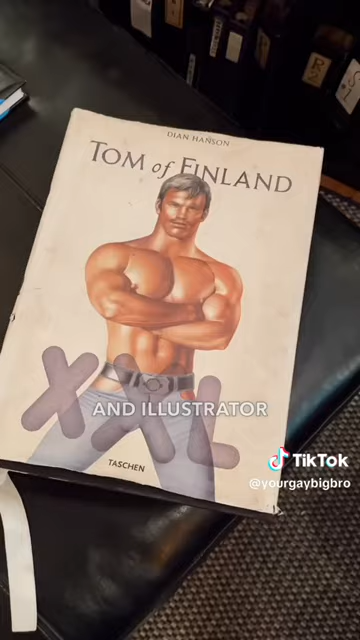 DIAN HANSON
TOM of FINLAND
XXL
AND ILLUSTRATOR
TASCHEN
TikTok
@yourgaybigbro